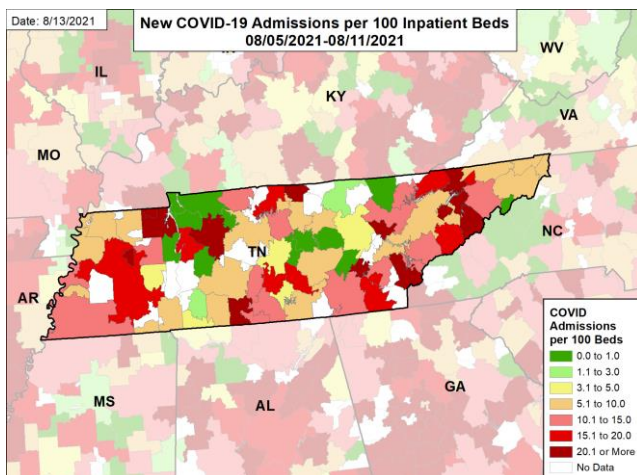 Date: 8/13/2021
New COVID-19 Admissions per 100 Inpatient Beds
08/05/2021-08/11/2021
IL
WV
KY
VA
MO
TN
NC
AR
MS
AL
GA
COVID
Admissions
per 100 Beds
0.0 to 1.0
1.1 to 3.0
3.1 to 5.0
5.1 to 10.0
10.1 to 15.0
15.1 to 20.0
20.1 or More
No Data